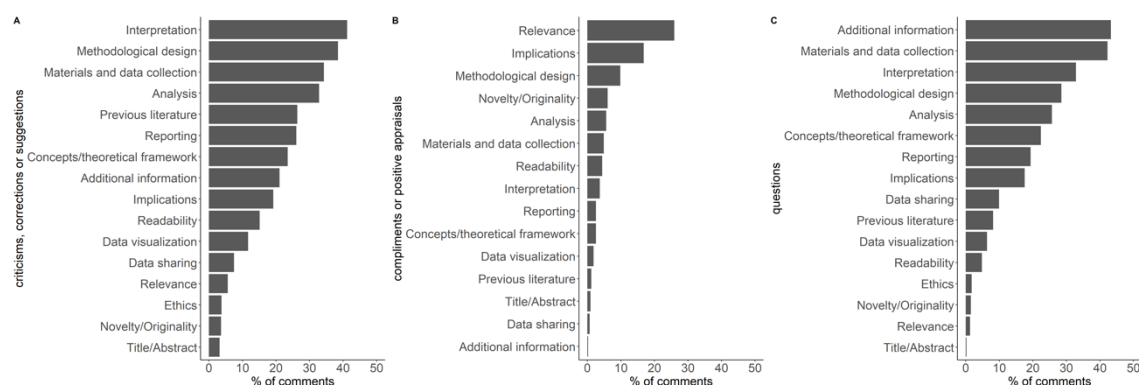 A
criticisms, corrections or suggestions
Interpretation
Methodological design
Materials and data collection
Analysis
Previous literature
Reporting
Concepts/theoretical framework
Additional information
Implications
Readability
Data visualization
Data sharing
Relevance
Ethics
Novelty/Originality
Title/Abstract
0 10 20 30 40 50
% of comments
B
compliments or positive appraisals
Relevance
Implications
Methodological design
Novelty/Originality
Analysis
Materials and data collection
Readability
Interpretation
Reporting
Concepts/theoretical framework
Data visualization
Previous literature
Title/Abstract
Data sharing
Additional information
0 10 20 30 40 50
% of comments
C
questions
Additional information
Materials and data collection
Interpretation
Methodological design
Analysis
Concepts/theoretical framework
Reporting
Implications
Data sharing
Previous literature
Data visualization
Readability
Ethics
Novelty/Originality
Relevance
Title/Abstract
0 10 20 30 40 50
% of comments